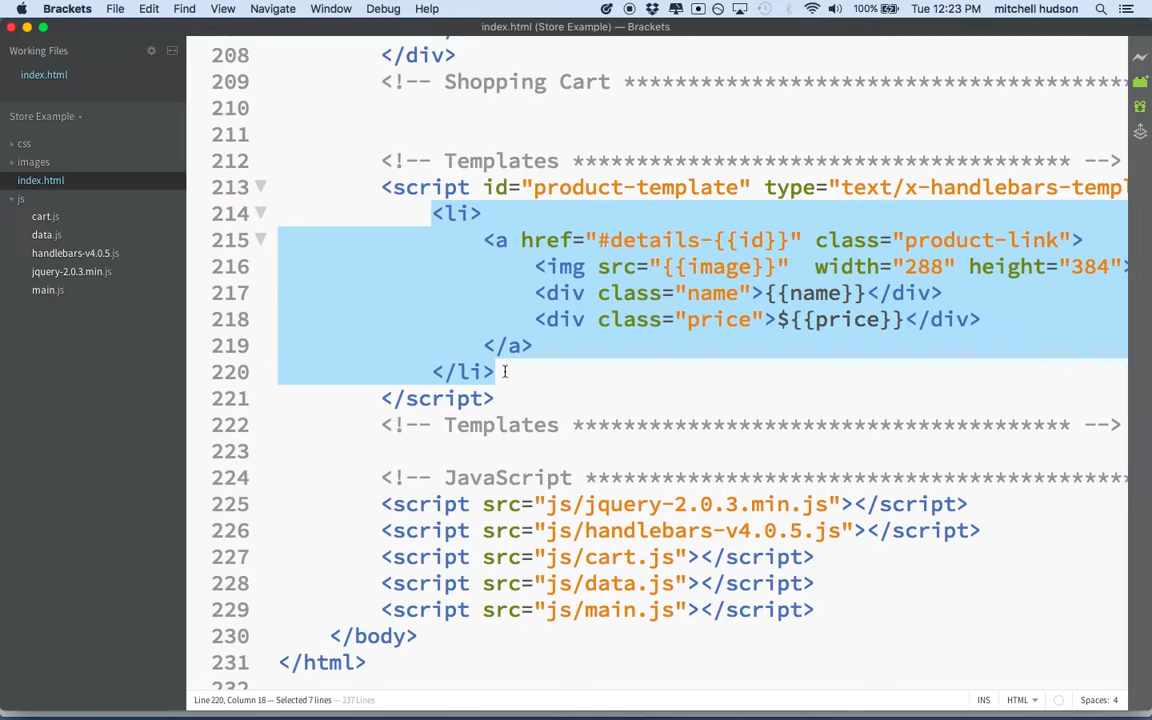 Brackets File Edit Find View Navigate Window Debug Help 100% Tue 12:23 PM mitchell hudson
index.html (Store Example) — Brackets
Working Files
index.html
Store Example
css
images
index.html
js
cart.js
data.js
handlebars-v4.0.5.js
jquery-2.0.3.min.js
main.js
208 </div>
209 <!-- Shopping Cart *****************************************
210
211
212 <!-- Templates *************************************** -->
213 <script id="product-template" type="text/x-handlebars-templ
214 <li>
215 <a href="#details-{{id}}" class="product-link">
216 <img src="{{image}}" width="288" height="384">
217 <div class="name">{{name}}</div>
218 <div class="price">${{price}}</div>
219 </a>
220 </li>
221 </script>
222 <!-- Templates *************************************** -->
223
224 <!-- JavaScript *******************************************
225 <script src="js/jquery-2.0.3.min.js"></script>
226 <script src="js/handlebars-v4.0.5.js"></script>
227 <script src="js/cart.js"></script>
228 <script src="js/data.js"></script>
229 <script src="js/main.js"></script>
230 </body>
231 </html>
232
Line 220, Column 18 — Selected 7 lines — 237 Lines INS HTML Spaces: 4